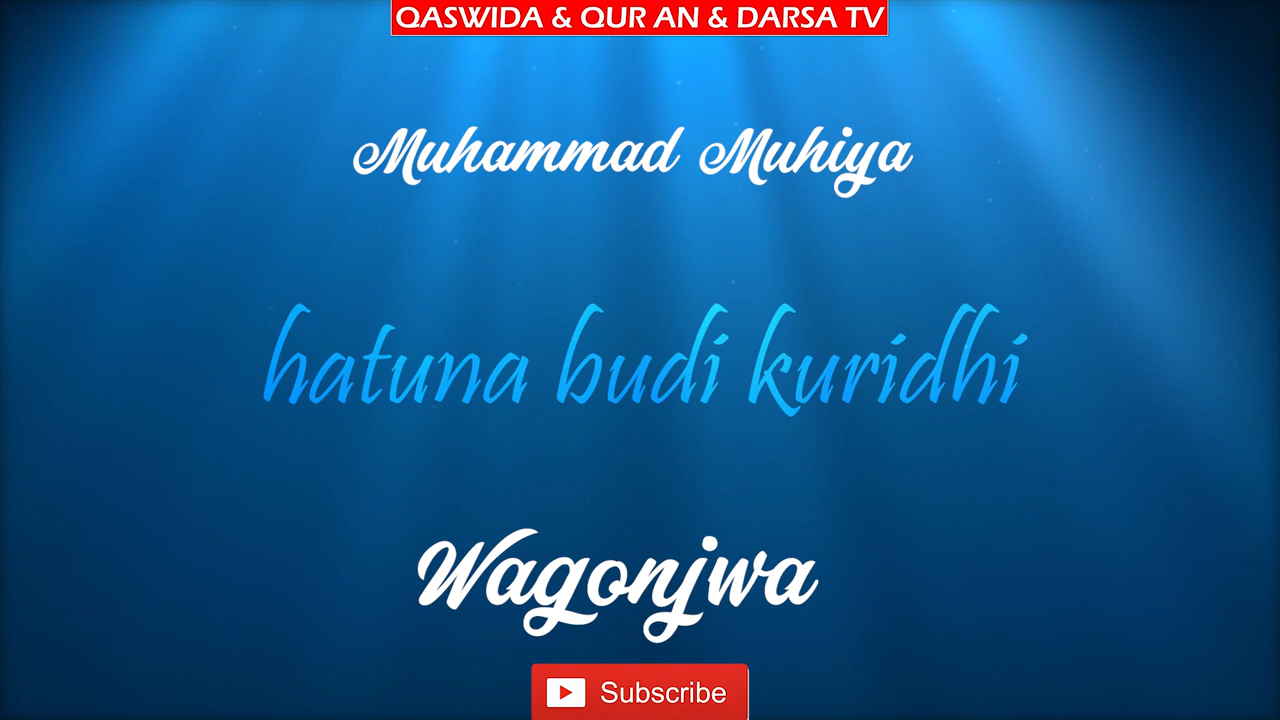 QASWIDA & QUR AN & DARSA TV
Muhammad Muhiya
hatuna budi kuridhi
Wagonjwa
Subscribe